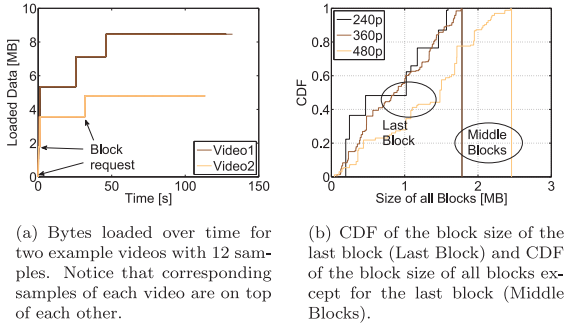 10
8
6
4
2
0
Loaded Data [MB]
Block
request
Video1
Video2
0
50
100
150
Time [s]
1
0.8
0.6
0.4
0.2
0
CDF
240p
360p
480p
Last
Block
Middle
Blocks
0
1
2
3
Size of all Blocks [MB]
(a) Bytes loaded over time for
two example videos with 12 sam-
ples. Notice that corresponding
samples of each video are on top
of each other.
(b) CDF of the block size of the
last block (Last Block) and CDF
of the block size of all blocks ex-
cept for the last block (Middle
Blocks).